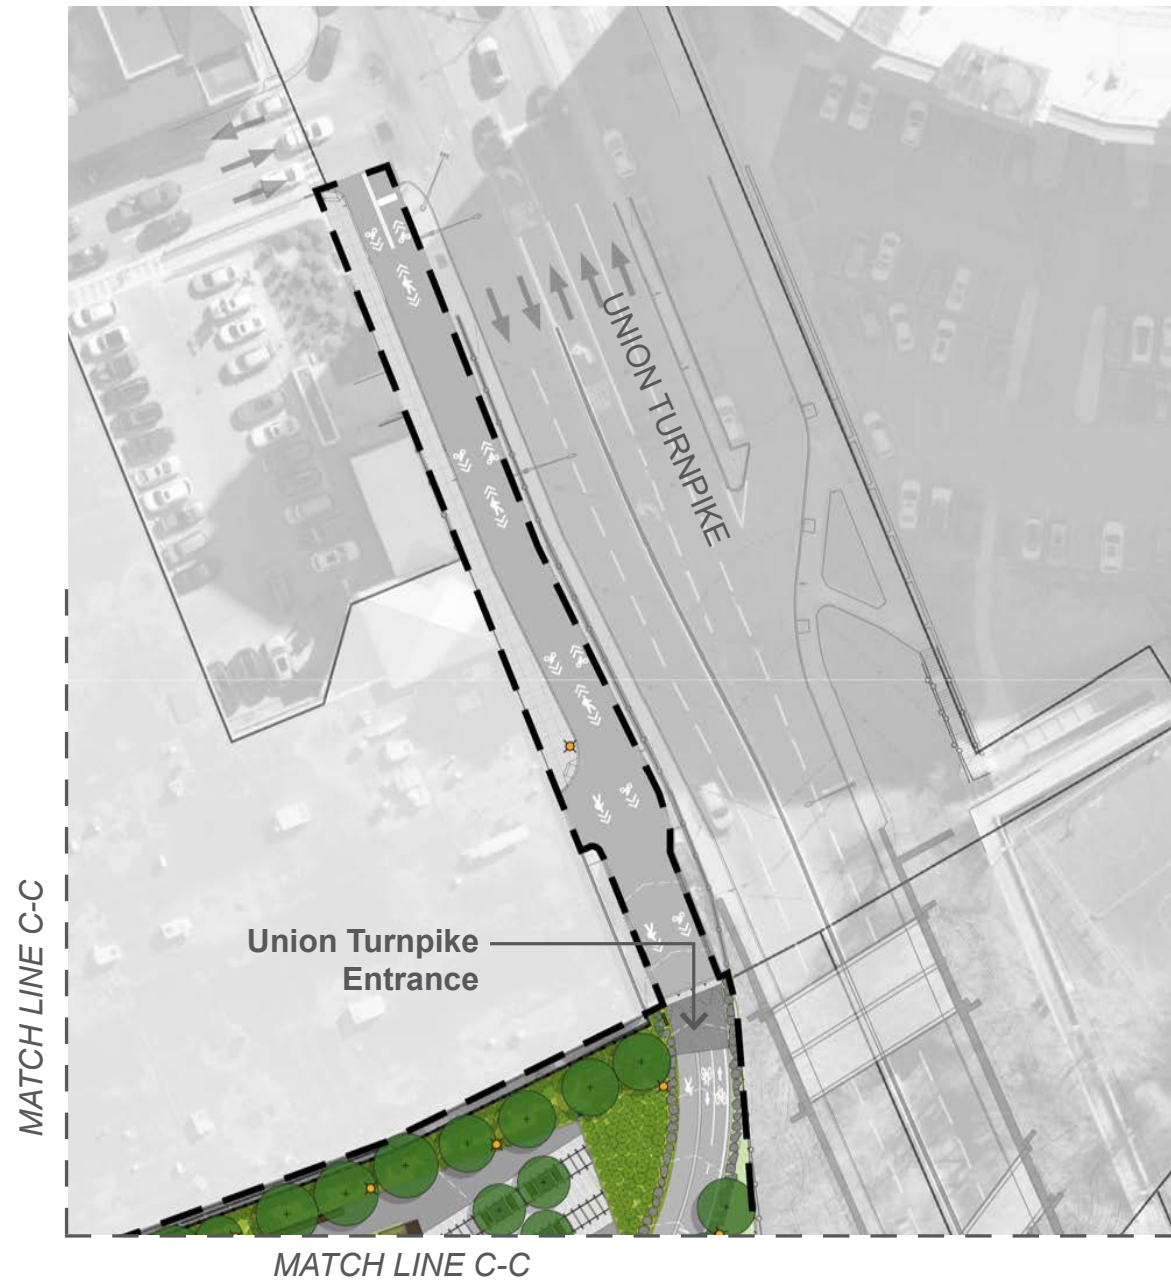 UNION TURNPIKE
Union Turnpike
Entrance
MATCH LINE C-C
MATCH LINE C-C